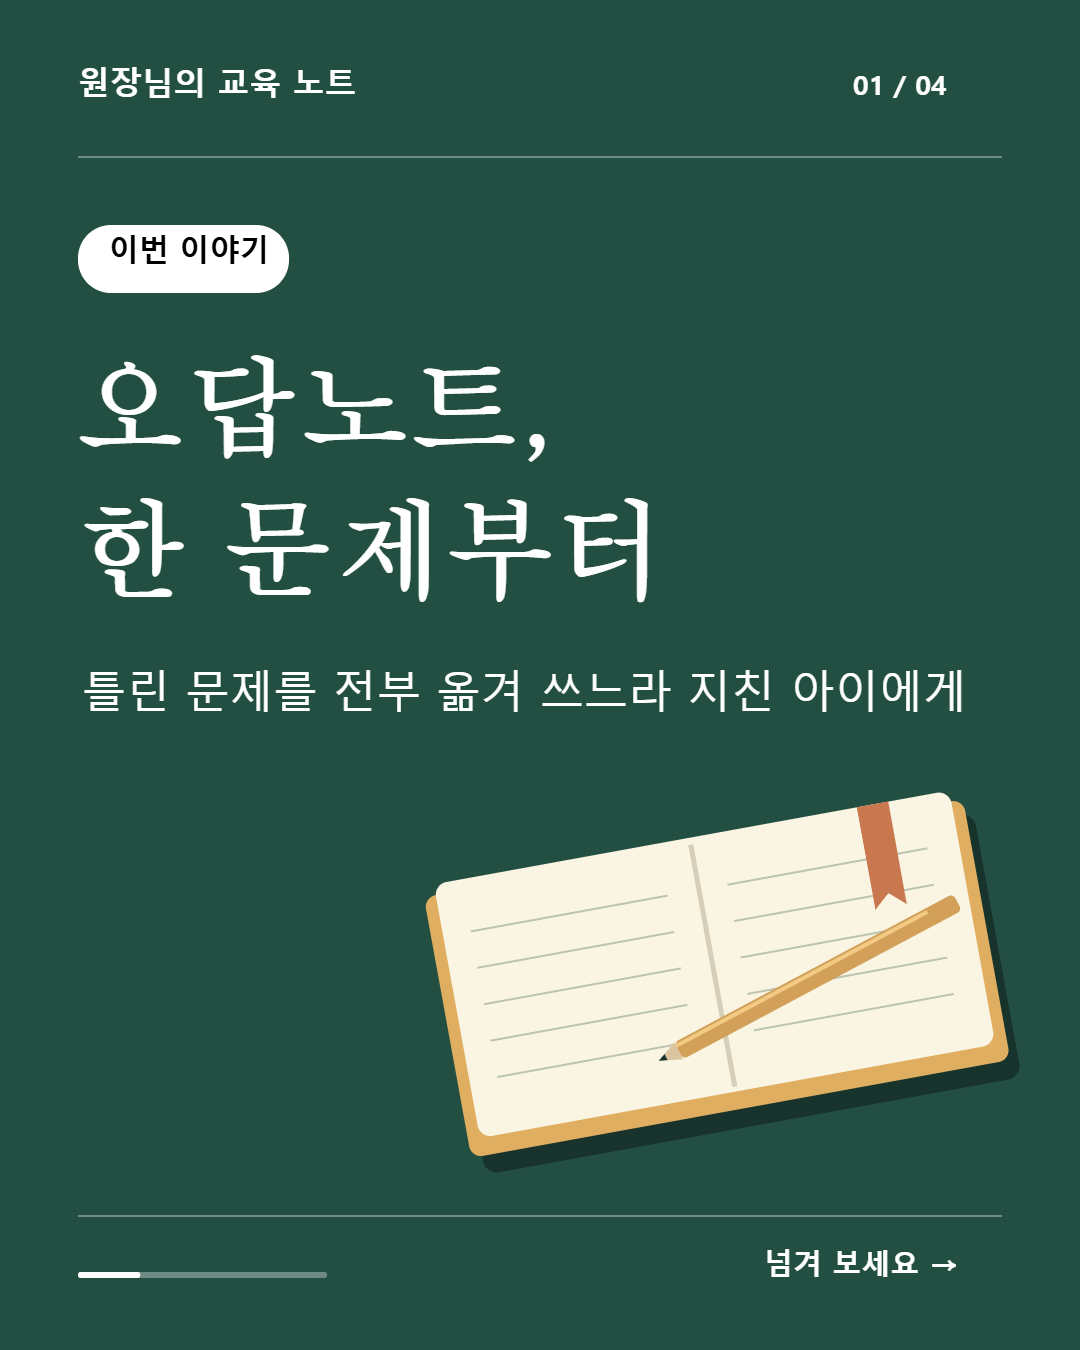 원장님의 교육 노트
01 / 04
이번 이야기
오답노트,
한 문제부터
틀린 문제를 전부 옮겨 쓰느라 지친 아이에게
넘겨 보세요 →